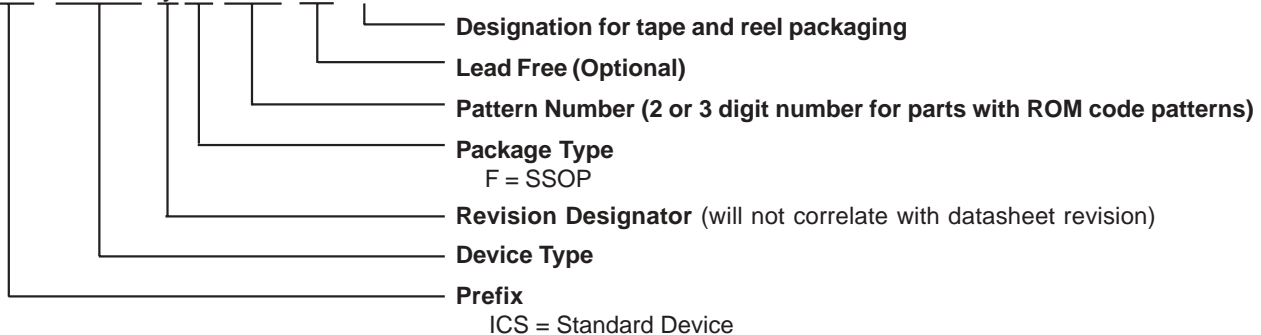 Designation for tape and reel packaging
Lead Free (Optional)
Pattern Number (2 or 3 digit number for parts with ROM code patterns)
Package Type
F = SSOP
Revision Designator (will not correlate with datasheet revision)
Device Type
Prefix
ICS = Standard Device